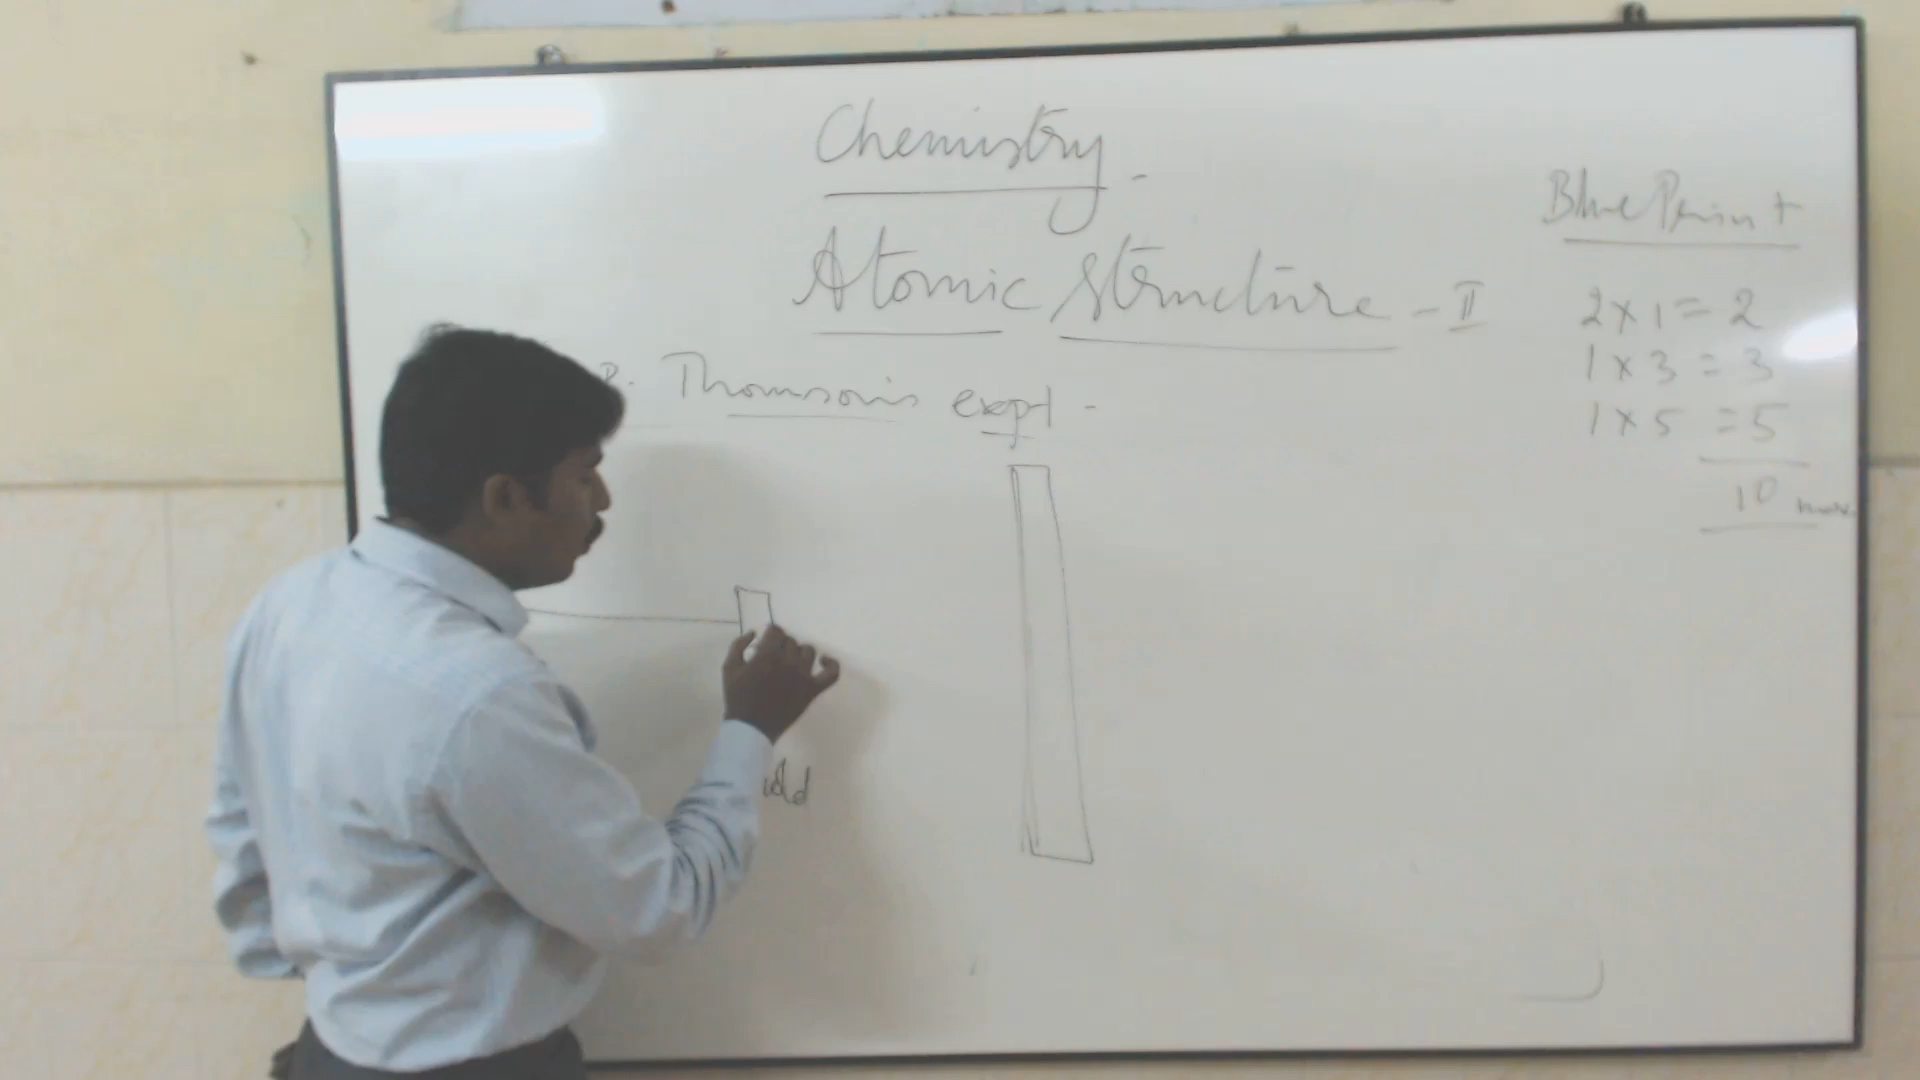 Chemistry -
Atomic Structure - II
P. Thomson's expt -
Blue Print
2 x 1 = 2
1 x 3 = 3
1 x 5 = 5
10